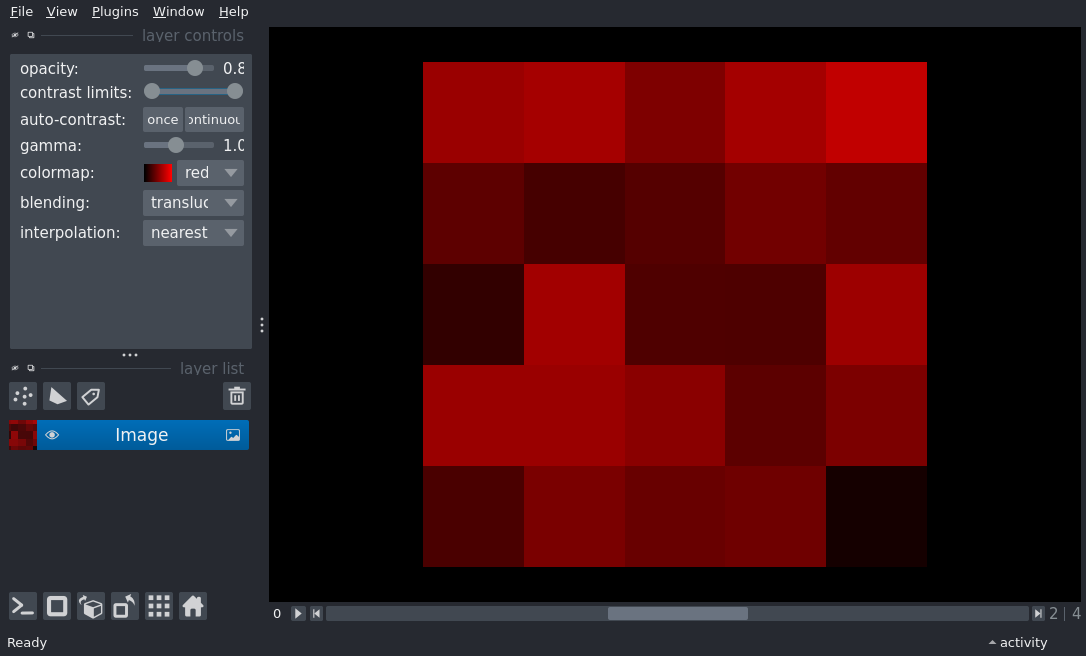 File View Plugins Window Help
layer controls
opacity: 0.8
contrast limits:
auto-contrast: once ontinuou
gamma: 1.0
colormap: red
blending: transluc
interpolation: nearest
layer list
Image
0 2 | 4
Ready activity